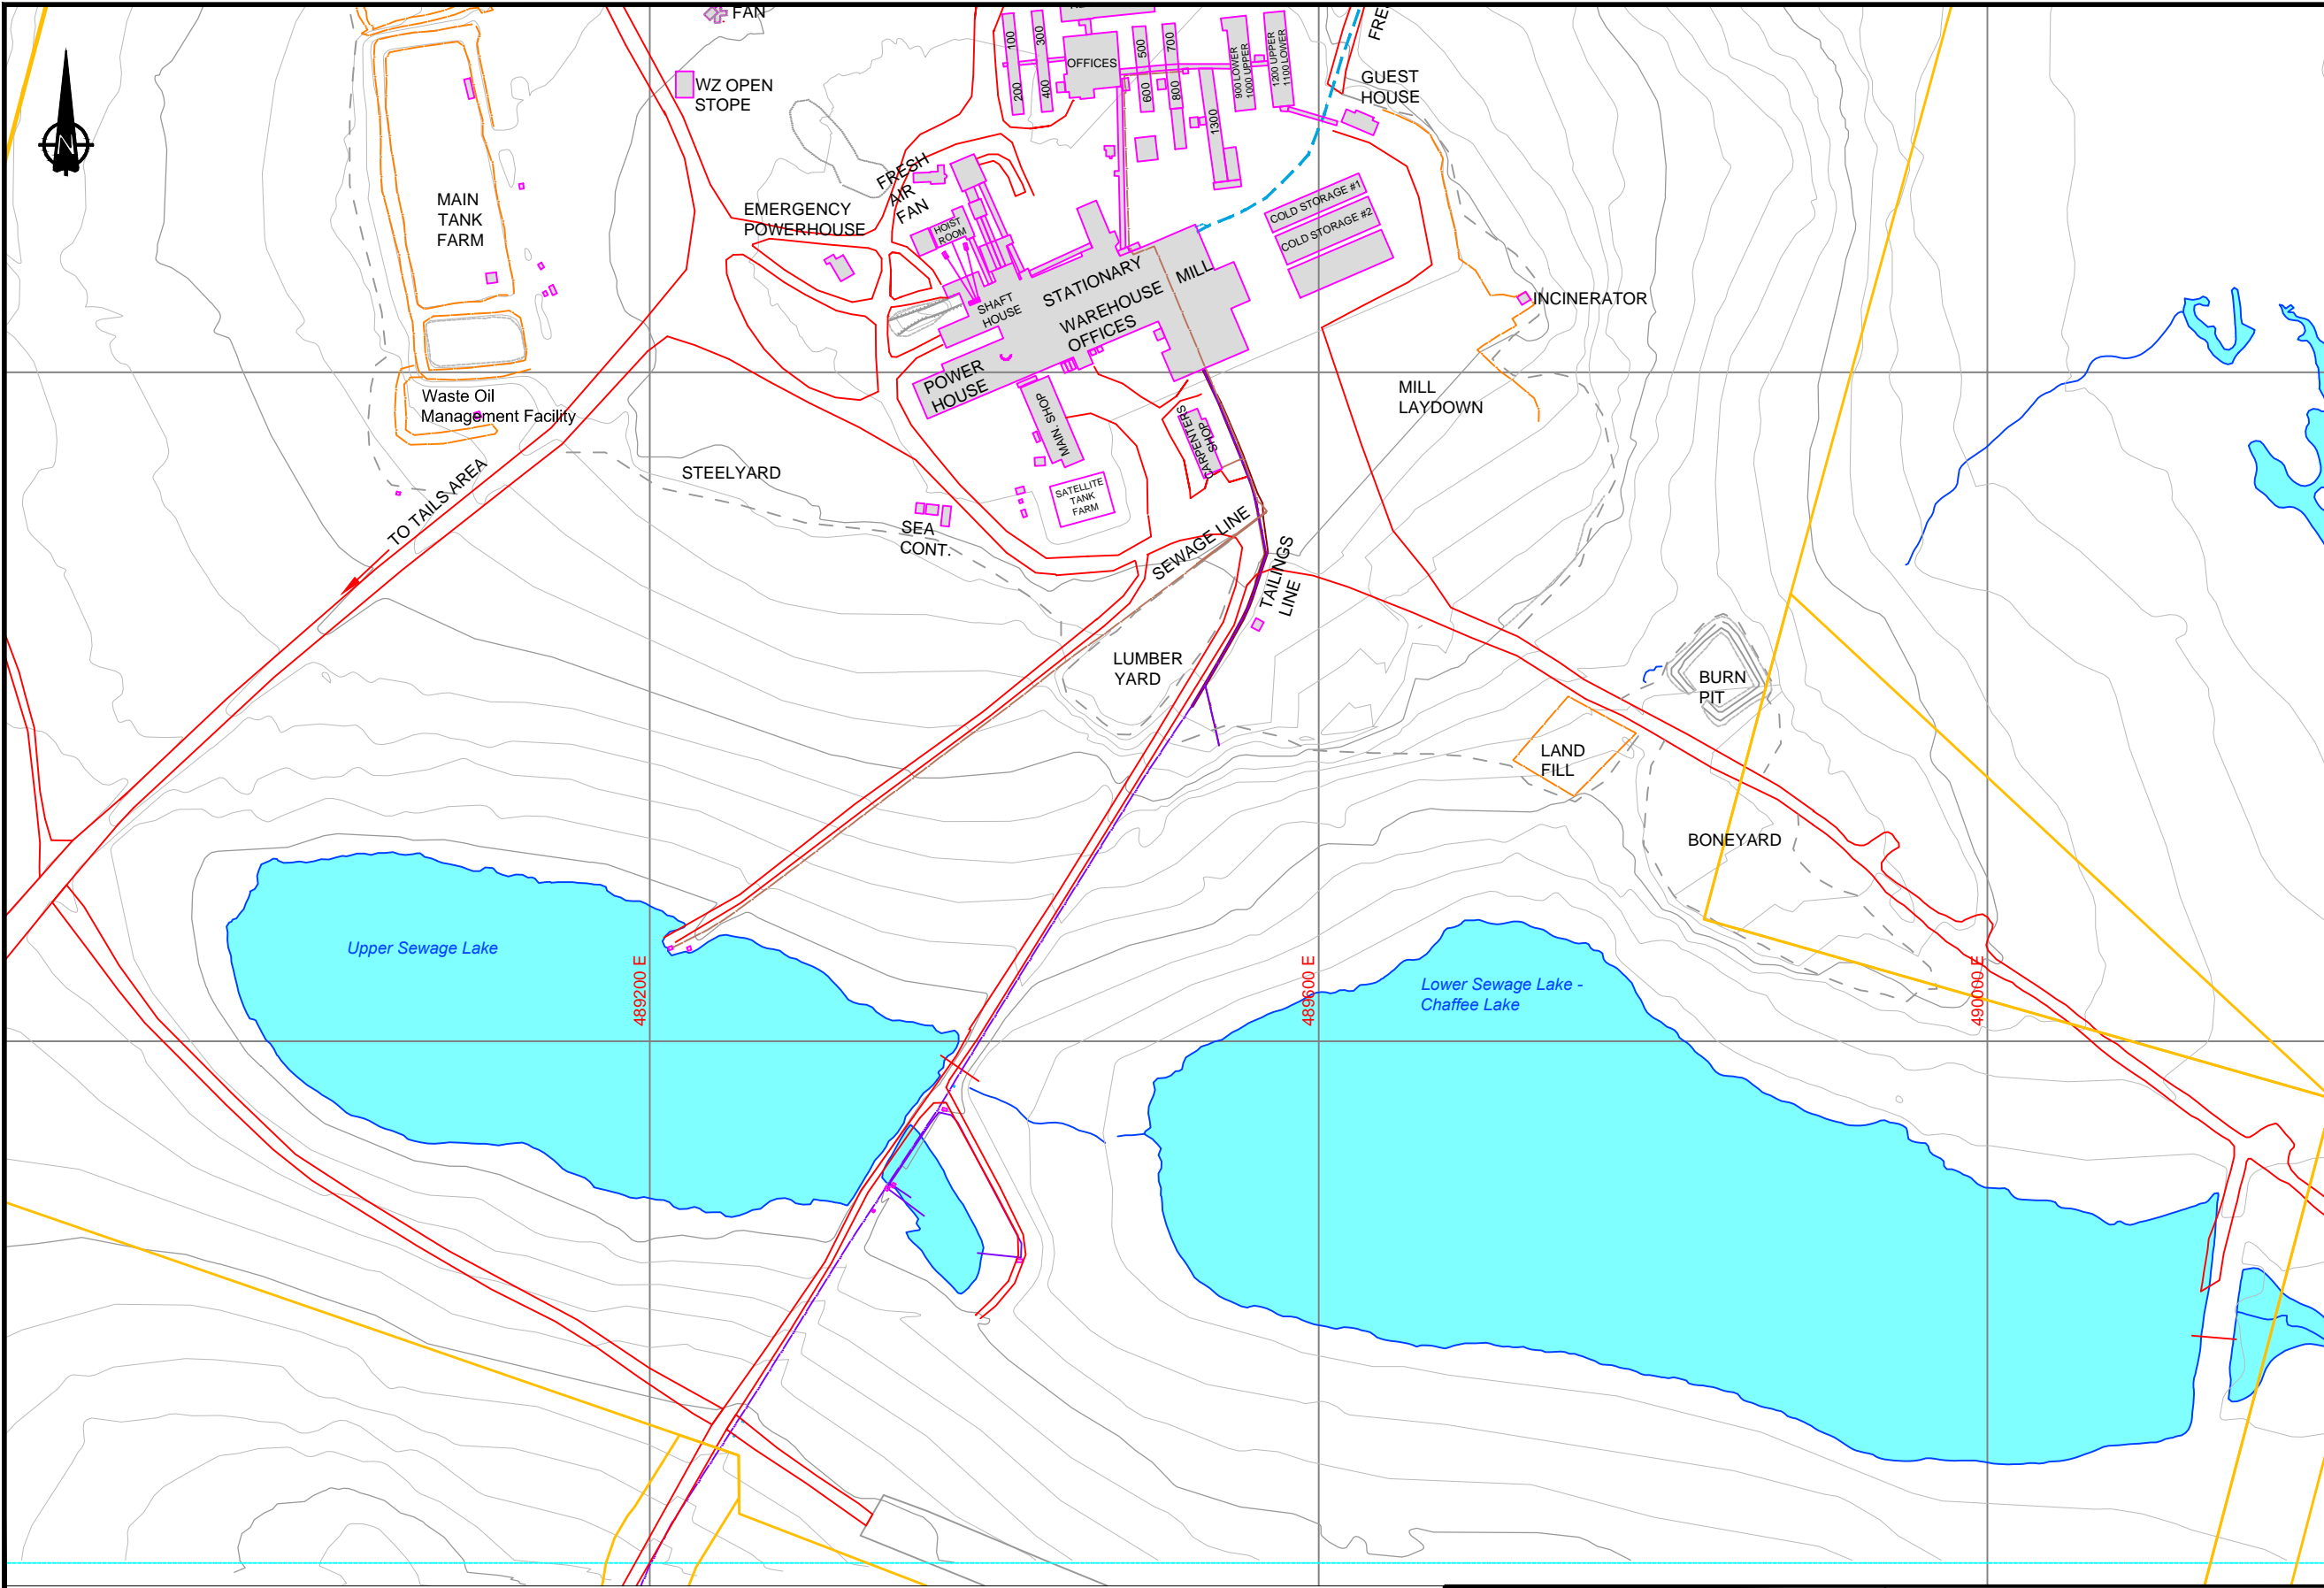 FAN
WZ OPEN
STOPE
100
200
300
400
OFFICES
500
600
700
800
900 LOWER
1000 UPPER
1200 UPPER
1100 LOWER
1300
GUEST
HOUSE
N
MAIN
TANK
FARM
FRESH
AIR
FAN
EMERGENCY
POWERHOUSE
HOIST
ROOM
COLD STORAGE #1
COLD STORAGE #2
SHAFT
HOUSE
STATIONARY
WAREHOUSE
OFFICES
MILL
INCINERATOR
POWER
HOUSE
MAIN. SHOP
CARPENTERS
SHOP
MILL
LAYDOWN
Waste Oil
Management Facility
STEELYARD
TO TAILS AREA
SATELLITE
TANK
FARM
SEA
CONT.
SEWAGE LINE
TAILINGS
LINE
LUMBER
YARD
BURN
PIT
LAND
FILL
BONEYARD
Upper Sewage Lake
489200 E
489600 E
Lower Sewage Lake -
Chaffee Lake
490000 E